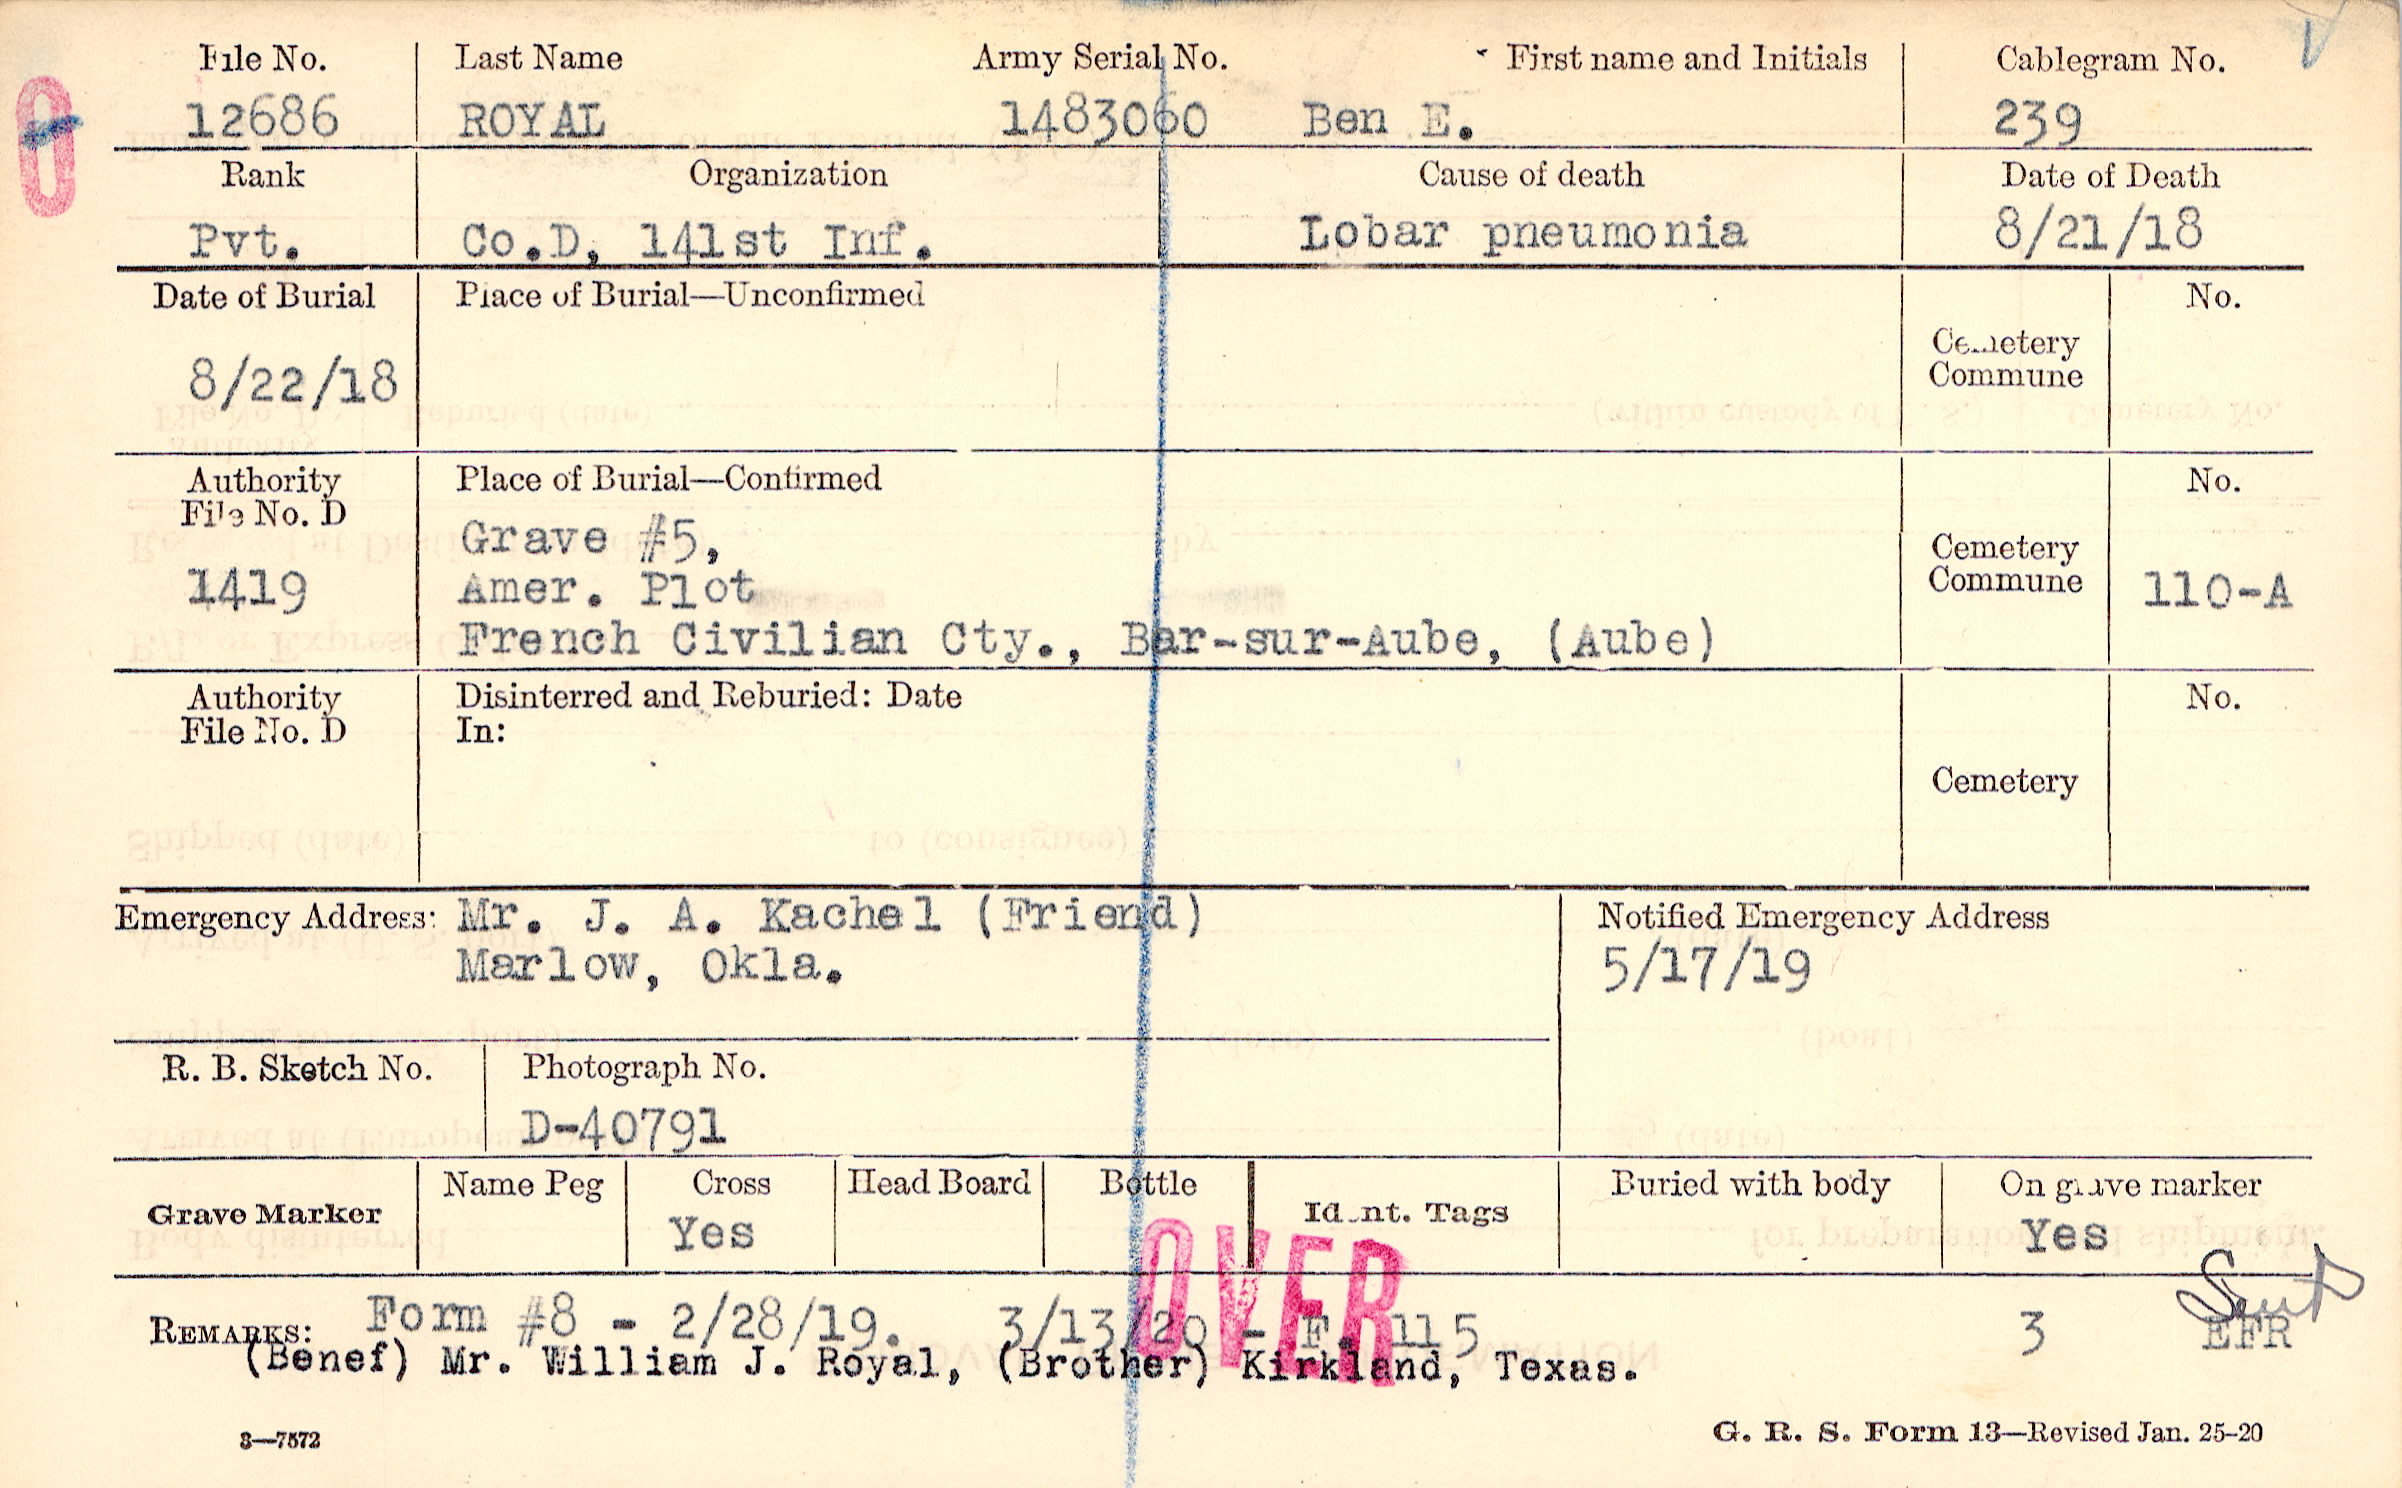 File No. Last Name Army Serial No. First name and Initials Cablegram No.
12686 ROYAL 1483060 Ben E. 239
Rank Organization Cause of death Date of Death
Pvt. Co.D, 141st Inf. Lobar pneumonia 8/21/18
Date of Burial Place of Burial—Unconfirmed No.
8/22/18 Cemetery
Commune
Authority Place of Burial—Confirmed No.
File No. D
1419 Grave #5,
Amer. Plot
French Civilian Cty., Bar-sur-Aube, (Aube)
Cemetery
Commune 110-A
Authority Disinterred and Reburied: Date No.
File No. D In:
Cemetery
Emergency Address: Mr. J. A. Kachel (Friend) Notified Emergency Address
Marlow, Okla. 5/17/19
R. B. Sketch No. Photograph No.
D-40791
Grave Marker Name Peg Cross Head Board Bottle Ident. Tags Buried with body On grave marker
Yes Yes
OVER
REMARKS: Form #8 - 2/28/19. 3/13/20 - F. 115 3 EFR
(Benef) Mr. William J. Royal, (Brother) Kirkland, Texas.
3—7572 G. R. S. Form 13—Revised Jan. 25-20